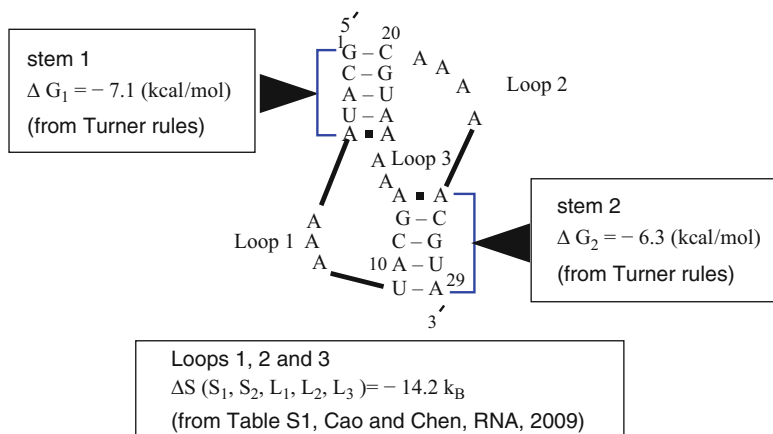 stem 1
Δ G₁ = − 7.1 (kcal/mol)
(from Turner rules)
5′
1
20
G – C
C – G
A – U
U – A
A ▪ A
A
A
A
A
Loop 2
A
A
Loop 3
A ▪ A
G – C
C – G
10
A – U
U – A
29
3′
Loop 1
A
A
A
stem 2
Δ G₂ = − 6.3 (kcal/mol)
(from Turner rules)
Loops 1, 2 and 3
ΔS (S₁, S₂, L₁, L₂, L₃ )= − 14.2 k_B
(from Table S1, Cao and Chen, RNA, 2009)